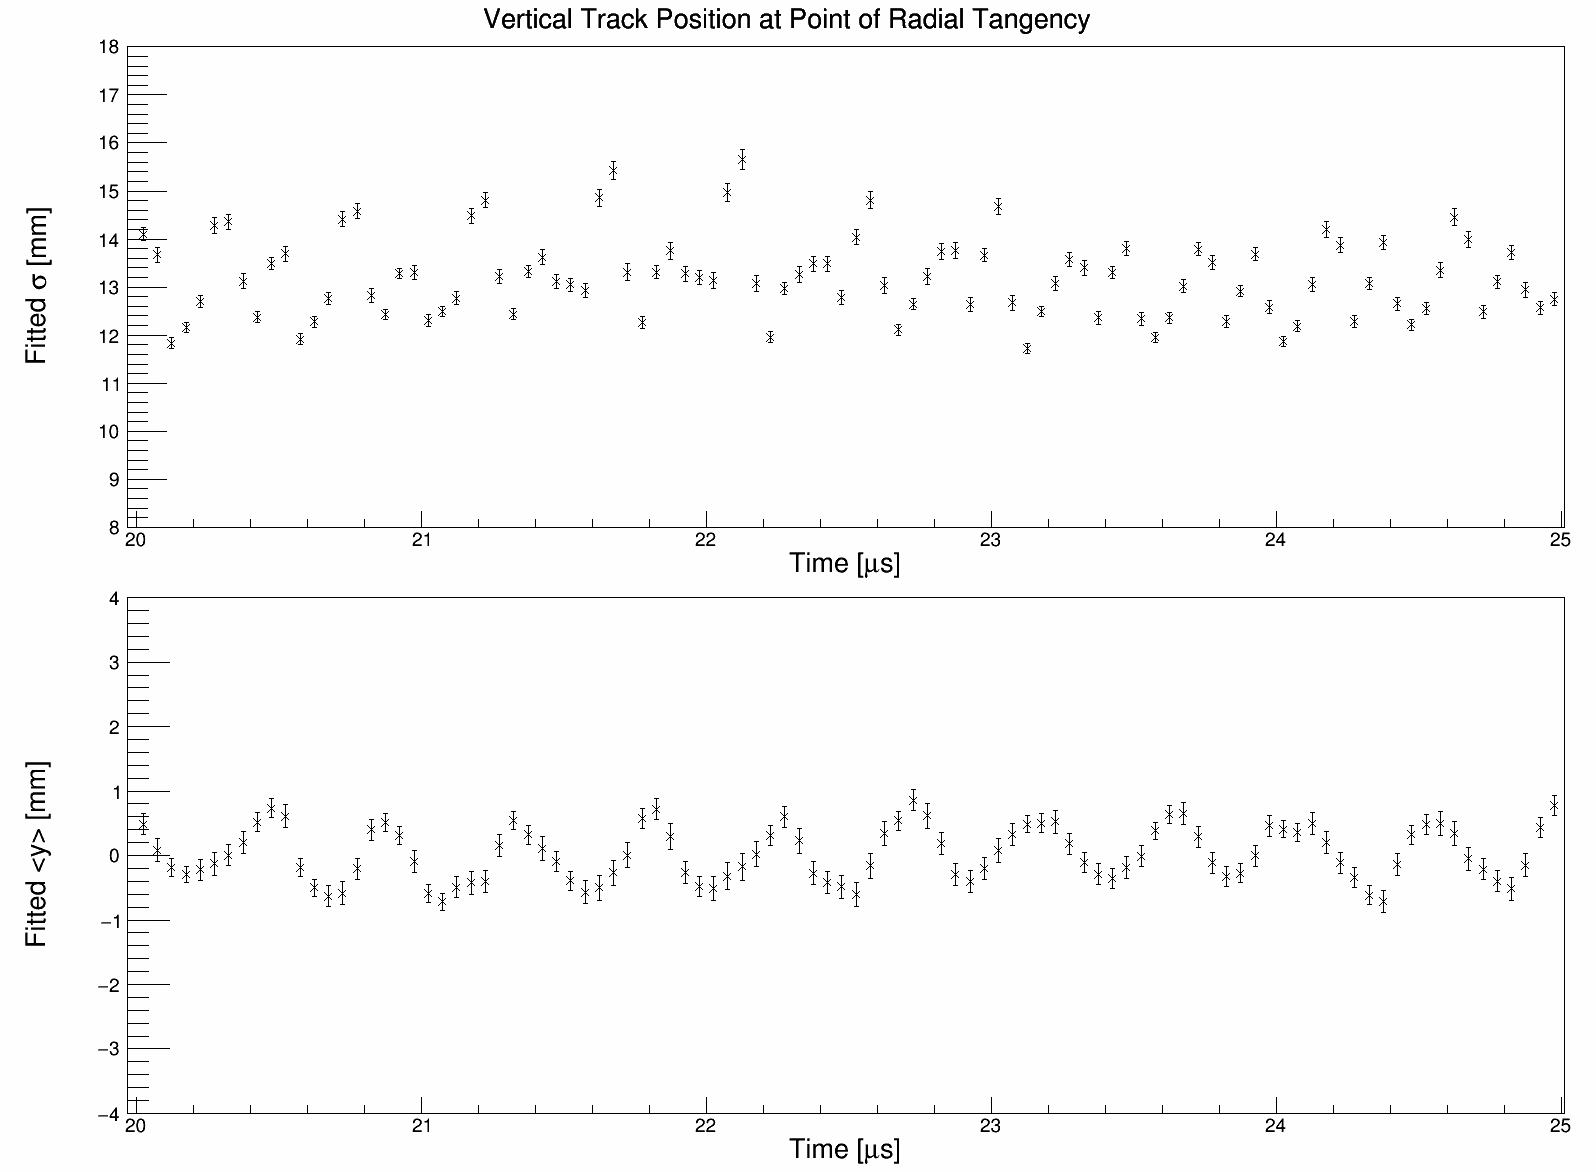 Vertical Track Position at Point of Radial Tangency
18
17
16
15
14
13
12
11
10
9
8
Fitted σ [mm]
20 21 22 23 24 25
Time [μs]
4
3
2
1
0
−1
−2
−3
−4
Fitted <y> [mm]
20 21 22 23 24 25
Time [μs]